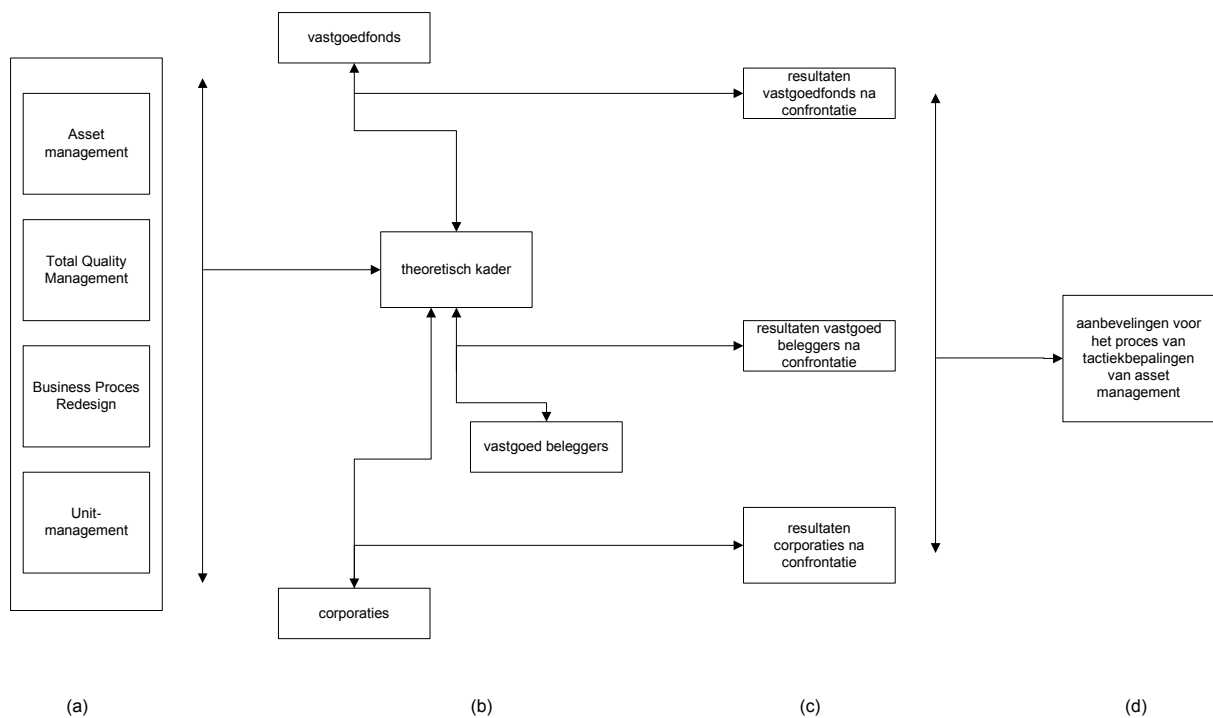 Asset
management
Total Quality
Management
Business Proces
Redesign
Unit-
management
vastgoedfonds
theoretisch kader
vastgoed beleggers
corporaties
resultaten
vastgoedfonds na
confrontatie
resultaten vastgoed
beleggers na
confrontatie
resultaten
corporaties na
confrontatie
aanbevelingen voor
het proces van
tactiekbepalingen
van asset
management
(a)
(b)
(c)
(d)